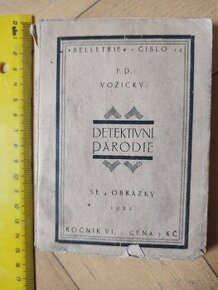 "BELLETRIE" • ČÍSLO 11
F. D.
VOŽICKÝ:
DETEKTIVNÍ
PARODIE
SE 4 OBRÁZKY
1922
ROČNÍK VI. / CENA 7 KČ